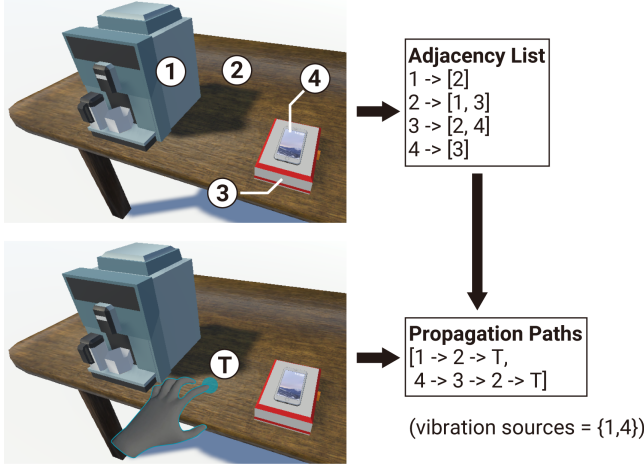 1
2
4
3
Adjacency List
1 -> [2]
2 -> [1, 3]
3 -> [2, 4]
4 -> [3]
T
Propagation Paths
[1 -> 2 -> T,
4 -> 3 -> 2 -> T]
(vibration sources = {1,4})